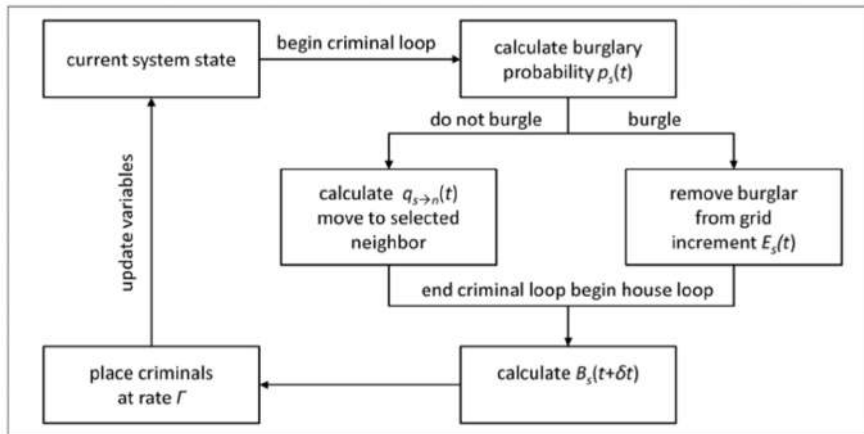 current system state
begin criminal loop
calculate burglary
probability pₛ(t)
do not burgle
burgle
calculate qₛ→ₙ(t)
move to selected
neighbor
remove burglar
from grid
increment Eₛ(t)
update variables
end criminal loop begin house loop
place criminals
at rate Γ
calculate Bₛ(t+δt)